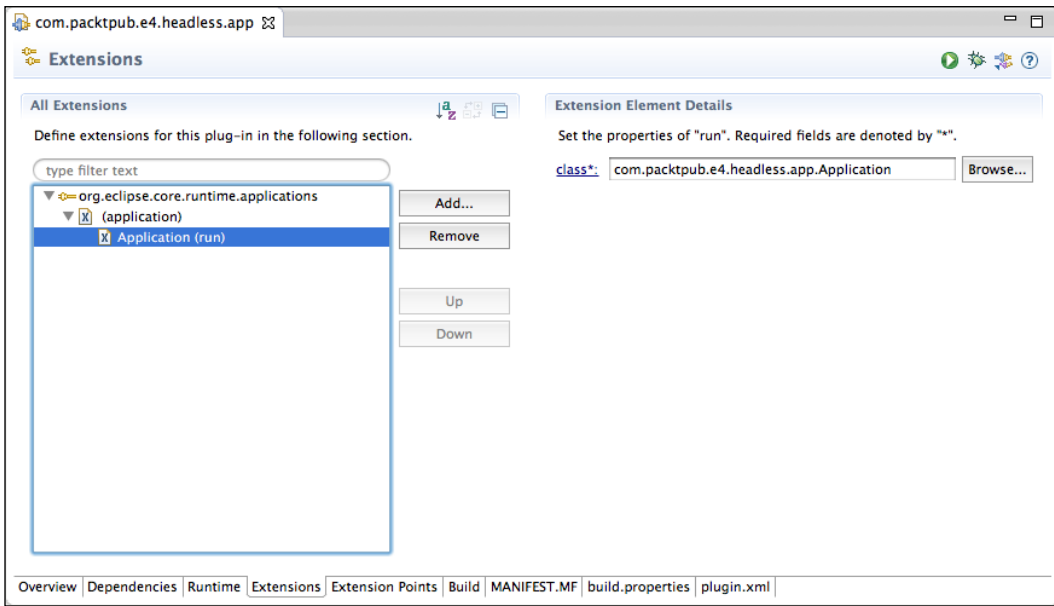 com.packtpub.e4.headless.app
Extensions
All Extensions
Define extensions for this plug-in in the following section.
type filter text
org.eclipse.core.runtime.applications
(application)
Application (run)
Add...
Remove
Up
Down
Extension Element Details
Set the properties of "run". Required fields are denoted by "*".
class*: com.packtpub.e4.headless.app.Application Browse...
Overview Dependencies Runtime Extensions Extension Points Build MANIFEST.MF build.properties plugin.xml